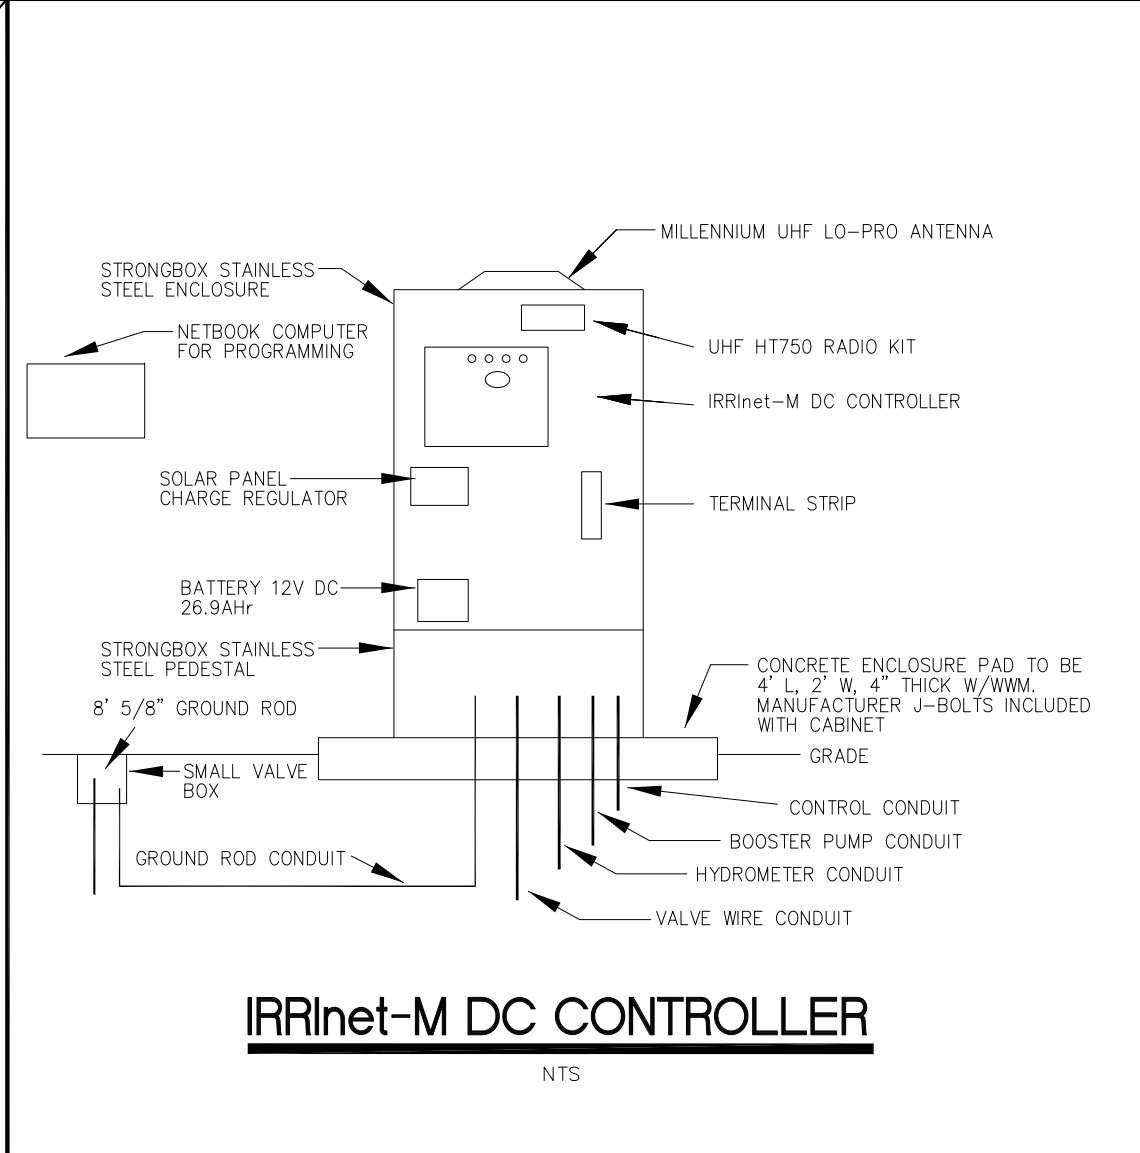 MILLENNIUM UHF LO-PRO ANTENNA
STRONGBOX STAINLESS
STEEL ENCLOSURE
NETBOOK COMPUTER
FOR PROGRAMMING
UHF HT750 RADIO KIT
IRRInet-M DC CONTROLLER
SOLAR PANEL
CHARGE REGULATOR
TERMINAL STRIP
BATTERY 12V DC
26.9AHr
STRONGBOX STAINLESS
STEEL PEDESTAL
CONCRETE ENCLOSURE PAD TO BE
4' L, 2' W, 4" THICK W/WWM.
MANUFACTURER J-BOLTS INCLUDED
WITH CABINET
8' 5/8" GROUND ROD
GRADE
SMALL VALVE
BOX
CONTROL CONDUIT
BOOSTER PUMP CONDUIT
GROUND ROD CONDUIT
HYDROMETER CONDUIT
VALVE WIRE CONDUIT
IRRInet-M DC CONTROLLER
NTS